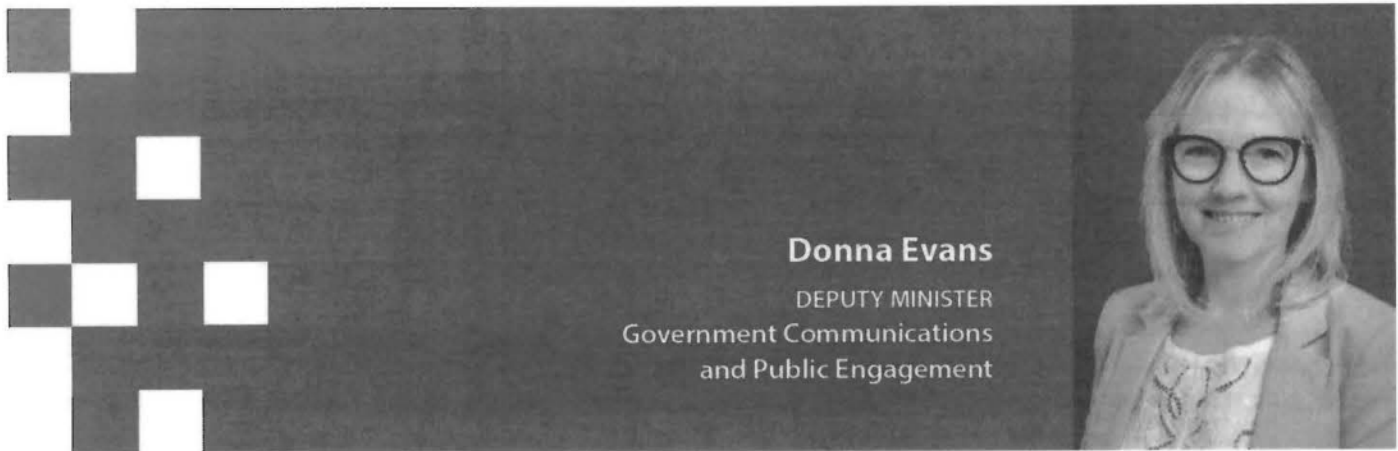 Donna Evans
DEPUTY MINISTER
Government Communications
and Public Engagement